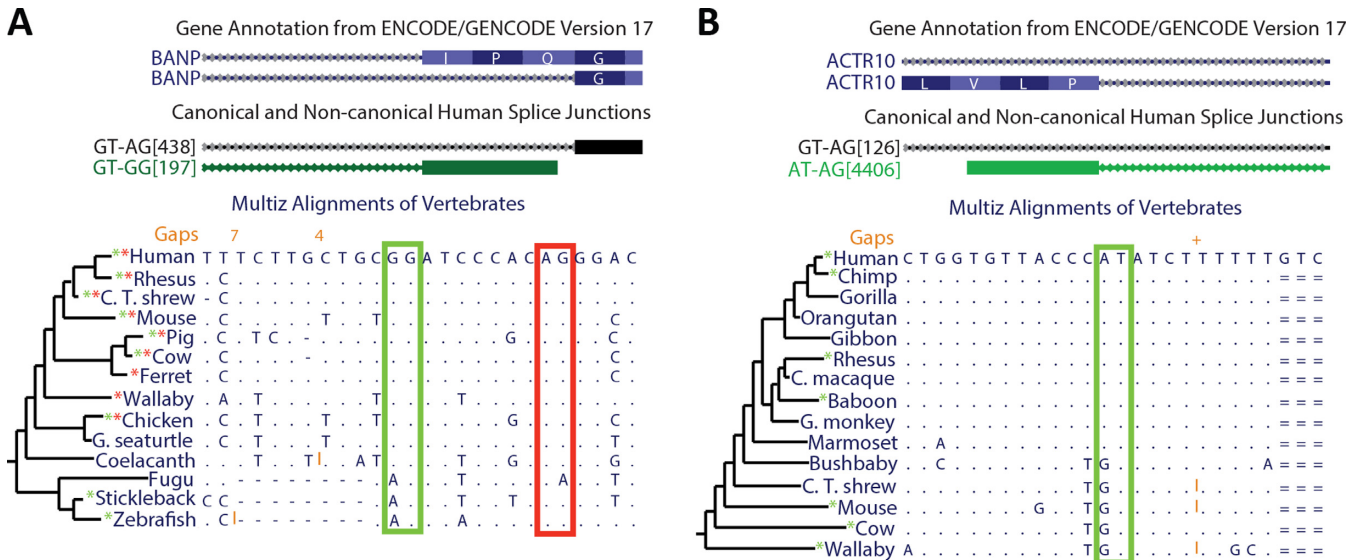 A
Gene Annotation from ENCODE/GENCODE Version 17
BANP I P Q G
BANP G
Canonical and Non-canonical Human Splice Junctions
GT-AG[438]
GT-GG[197]
Multiz Alignments of Vertebrates
Gaps 7 4
**Human T T T C T T G C T G C G G A T C C C A C A G G G A C
**Rhesus . C . . . . . . . . . . . . . . . . . . . . . . . .
**C. T. shrew - C . . . . . . . . . . . . . . . . . . . . . . . .
**Mouse . C . . . . . T . . T . . . . . . . . . . . . . C .
**Pig . C . T C . - . . . . . . . . . . . . G . . . . C .
**Cow . C . . . . - . . . . . . . . . . . . . . . . . C .
*Ferret . C . . . . . . . . . . . . . . . . . . . . . . C .
*Wallaby . A . T . . . T . . T . . . . . . . . . . .
**Chicken . C . T . . . T . . T . . . . . . . . G . . . . C .
G. seaturtle . C . T . . . T . . . . . . . . . . . . . . . . T .
Coelacanth . . . T . . T I . A T . . . . T . . G . . . . G .
Fugu . . . - - - - - - - - A . . . T . . . . . A . . T .
*Stickleback C C . - - - - - - - - A . . . T . . T . . . . . T .
*Zebrafish . C I - - - - - - - - A . . . A . . . . . . . . . .
B
Gene Annotation from ENCODE/GENCODE Version 17
ACTR10
ACTR10 L V L P
Canonical and Non-canonical Human Splice Junctions
GT-AG[126]
AT-AG[4406]
Multiz Alignments of Vertebrates
Gaps +
*Human C T G G T G T T A C C C A T A T C T T T T T G T C
*Chimp . . . . . . . . . . . . . . . . . . . . . = = =
Gorilla . . . . . . . . . . . . . . . . . . . . . = = =
Orangutan . . . . . . . . . . . . . . . . . . . . . = = =
Gibbon . . . . . . . . . . . . . . . . . . . . . = = =
*Rhesus . . . . . . . . . . . . . . . . . . . . . = = =
C. macaque . . . . . . . . . . . . . . . . . . . . . = = =
*Baboon . . . . . . . . . . . . . . . . . . . . . = = =
G. monkey . . . . . . . . . . . . . . . . . . . . . = = =
Marmoset . . A . . . . . . . . . . . . . . . . . . = = =
Bushbaby . . C . . . . . . . T G . . . . . . . . A = = =
C. T. shrew . . . . . . . . . . T G . . . . I . . . . = = =
*Mouse . . . . . . . G . . T G . . . . I . . . . = = =
*Cow . . . . . . . . . . T G . . . . . . . . . = = =
*Wallaby A . . . . . . . . . T G . . . . I . G C . = = =